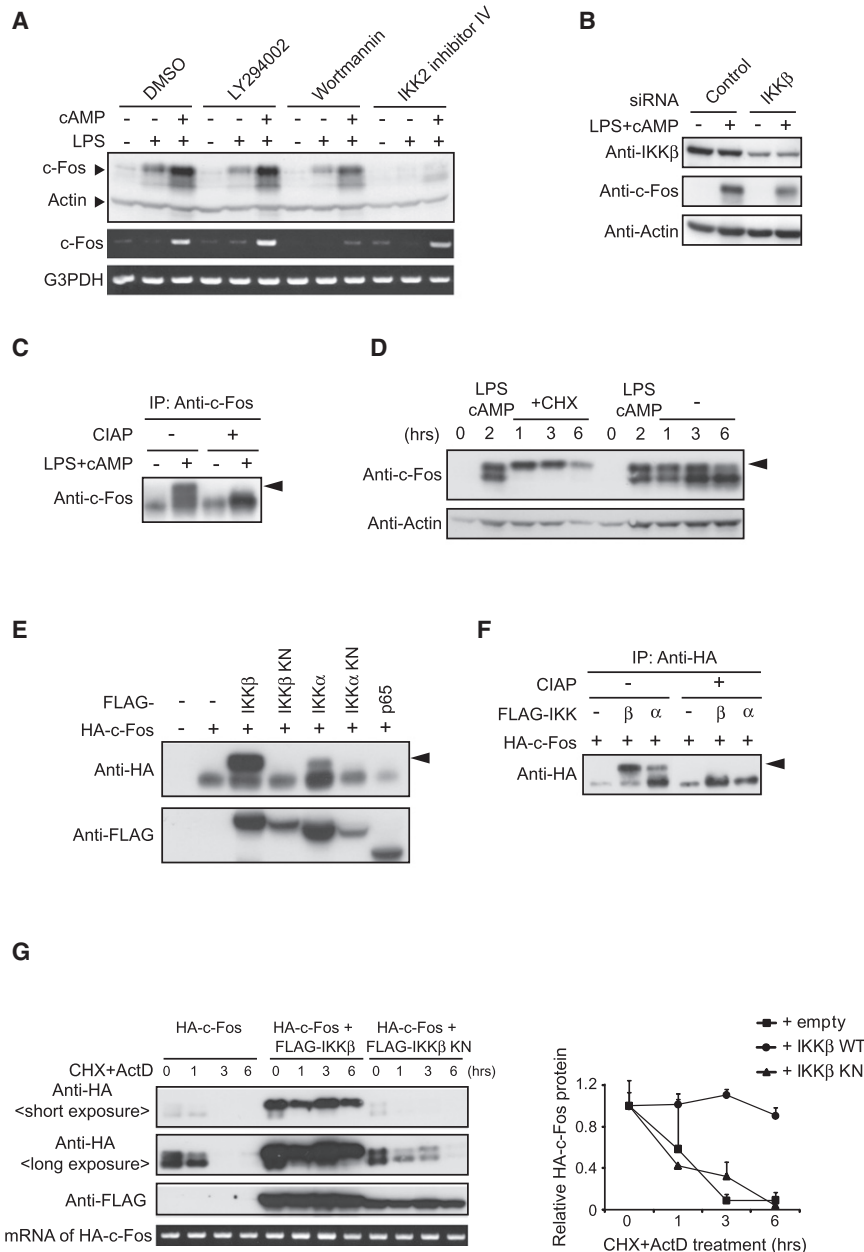 A
DMSO
LY294002
Wortmannin
IKK2 inhibitor IV
cAMP - - + - - + - - + - - +
LPS - + + - + + - + + - + +
c-Fos
Actin
c-Fos
G3PDH
B
siRNA Control IKKβ
LPS+cAMP - + - +
Anti-IKKβ
Anti-c-Fos
Anti-Actin
C
IP: Anti-c-Fos
CIAP - +
LPS+cAMP - + - +
Anti-c-Fos
D
LPS cAMP +CHX LPS cAMP -
(hrs) 0 2 1 3 6 0 2 1 3 6
Anti-c-Fos
Anti-Actin
E
FLAG- - - IKKβ IKKβ KN IKKα IKKα KN p65
HA-c-Fos - + + + + + +
Anti-HA
Anti-FLAG
F
IP: Anti-HA
CIAP - +
FLAG-IKK - β α - β α
HA-c-Fos + + + + + +
Anti-HA
G
HA-c-Fos
HA-c-Fos +
FLAG-IKKβ
HA-c-Fos +
FLAG-IKKβ KN
CHX+ActD 0 1 3 6 0 1 3 6 0 1 3 6 (hrs)
Anti-HA
<short exposure>
Anti-HA
<long exposure>
Anti-FLAG
mRNA of HA-c-Fos
+ empty
+ IKKβ WT
+ IKKβ KN
Relative HA-c-Fos protein
1.2
0.8
0.4
0
0 1 3 6
CHX+ActD treatment (hrs)